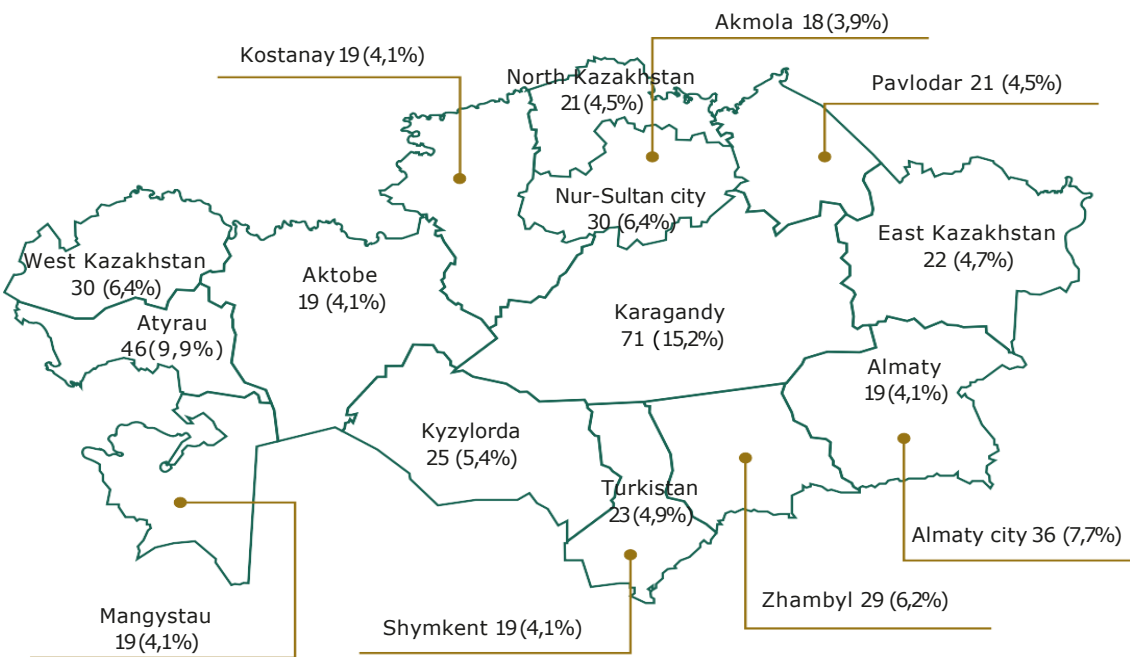 Akmola 18 (3,9%)
Kostanay 19 (4,1%)
North Kazakhstan
21 (4,5%)
Pavlodar 21 (4,5%)
Nur-Sultan city
30 (6,4%)
East Kazakhstan
22 (4,7%)
West Kazakhstan
30 (6,4%)
Aktobe
19 (4,1%)
Atyrau
46 (9,9%)
Karagandy
71 (15,2%)
Almaty
19 (4,1%)
Kyzylorda
25 (5,4%)
Turkistan
23 (4,9%)
Almaty city 36 (7,7%)
Zhambyl 29 (6,2%)
Mangystau
19 (4,1%)
Shymkent 19 (4,1%)